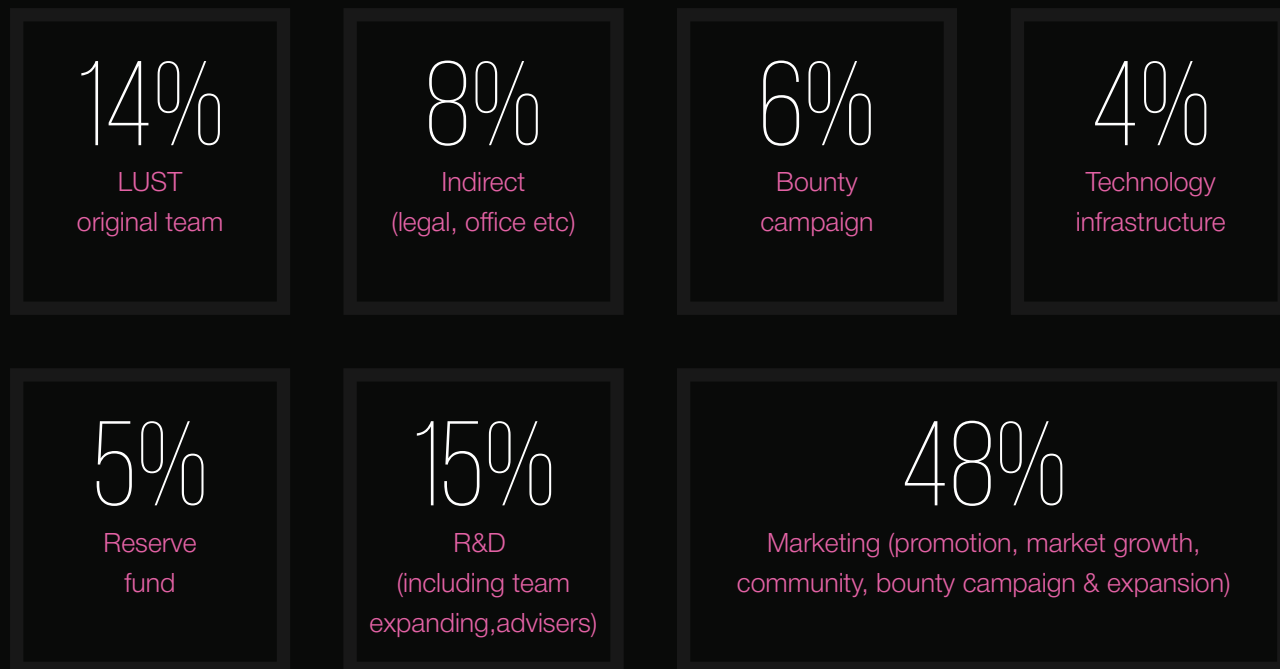 14%
LUST
original team
8%
Indirect
(legal, office etc)
6%
Bounty
campaign
4%
Technology
infrastructure
5%
Reserve
fund
15%
R&D
(including team
expanding,advisers)
48%
Marketing (promotion, market growth,
community, bounty campaign & expansion)